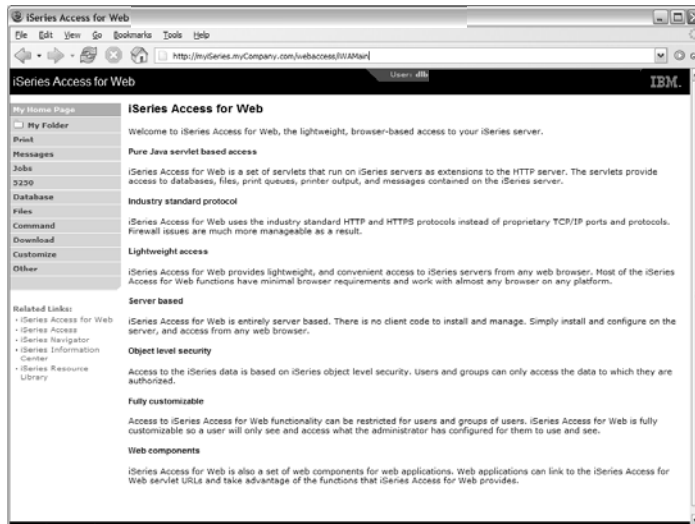 iSeries Access for Web
File Edit View Go Bookmarks Tools Help
http://myiSeries.myCompany.com/webaccess/iWAMain
iSeries Access for Web
User:
IBM.
My Home Page
My Folder
Print
Messages
Jobs
5250
Database
Files
Command
Download
Customize
Other
Related Links:
• iSeries Access for Web
• iSeries Access
• iSeries Navigator
• iSeries Information
Center
• iSeries Resource
Library
iSeries Access for Web
Welcome to iSeries Access for Web, the lightweight, browser-based access to your iSeries server.
Pure Java servlet based access
iSeries Access for Web is a set of servlets that run on iSeries servers as extensions to the HTTP server. The servlets provide
access to databases, files, print queues, printer output, and messages contained on the iSeries server.
Industry standard protocol
iSeries Access for Web uses the industry standard HTTP and HTTPS protocols instead of proprietary TCP/IP ports and protocols.
Firewall issues are much more manageable as a result.
Lightweight access
iSeries Access for Web provides lightweight, and convenient access to iSeries servers from any web browser. Most of the iSeries
Access for Web functions have minimal browser requirements and work with almost any browser on any platform.
Server based
iSeries Access for Web is entirely server based. There is no client code to install and manage. Simply install and configure on the
server, and access from any web browser.
Object level security
Access to the iSeries data is based on iSeries object level security. Users and groups can only access the data to which they are
authorized.
Fully customizable
Access to iSeries Access for Web functionality can be restricted for users and groups of users. iSeries Access for Web is fully
customizable so a user will only see and access what the administrator has configured for them to use and see.
Web components
iSeries Access for Web is also a set of web components for web applications. Web applications can link to the iSeries Access for
Web servlet URLs and take advantage of the functions that iSeries Access for Web provides.